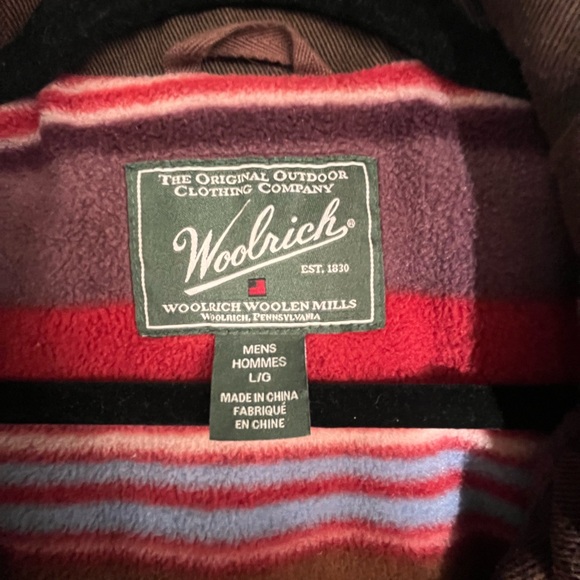 THE ORIGINAL OUTDOOR
CLOTHING COMPANY
Woolrich®
EST. 1830
WOOLRICH WOOLEN MILLS
WOOLRICH, PENNSYLVANIA
MENS
HOMMES
L/G
MADE IN CHINA
FABRIQUÉ
EN CHINE